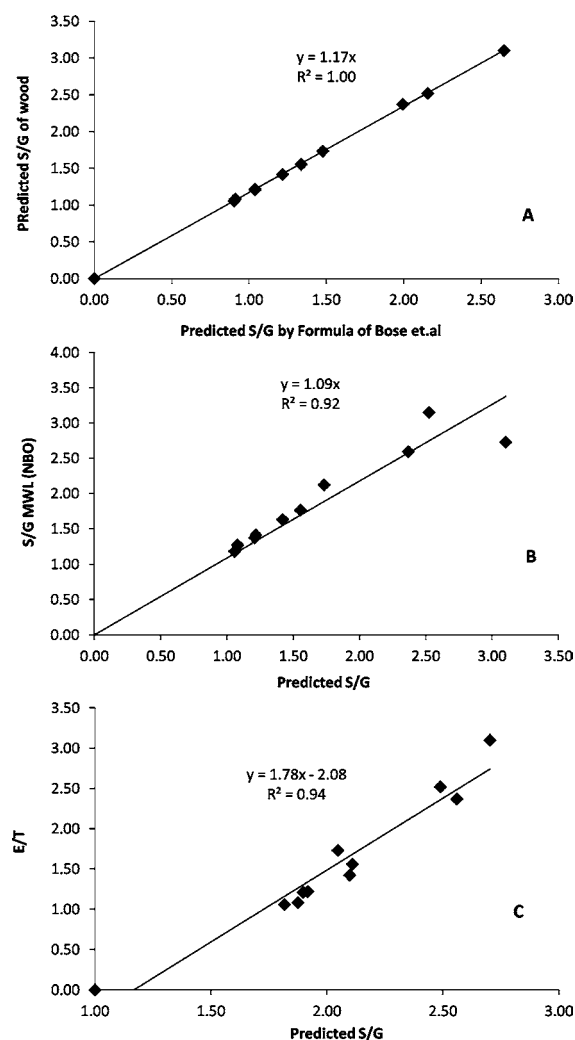 3.50
3.00
2.50
2.00
1.50
1.00
0.50
0.00
PRedicted S/G of wood
y = 1.17x
R² = 1.00
A
0.00 0.50 1.00 1.50 2.00 2.50 3.00
Predicted S/G by Formula of Bose et.al
4.00
3.50
3.00
2.50
2.00
1.50
1.00
0.50
0.00
S/G MWL (NBO)
y = 1.09x
R² = 0.92
B
0.00 0.50 1.00 1.50 2.00 2.50 3.00 3.50
Predicted S/G
3.50
3.00
2.50
2.00
1.50
1.00
0.50
0.00
E/T
y = 1.78x - 2.08
R² = 0.94
C
1.00 1.50 2.00 2.50 3.00
Predicted S/G